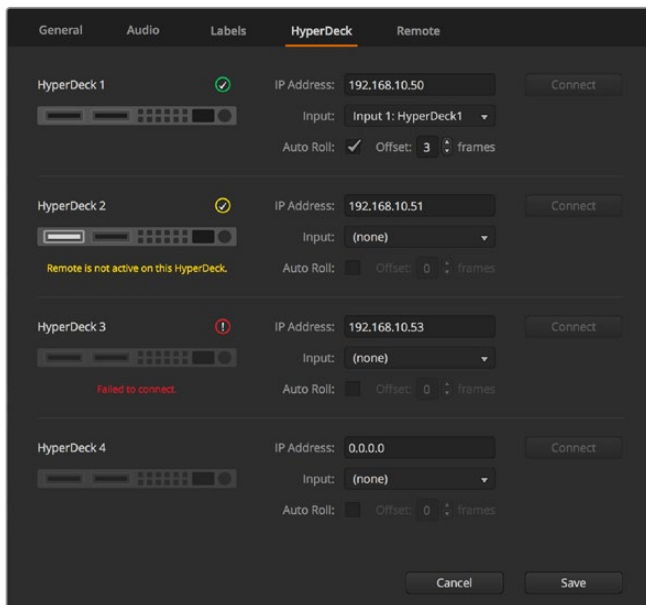 General Audio Labels HyperDeck Remote
HyperDeck 1 IP Address: 192.168.10.50 Connect
Input: Input 1: HyperDeck1
Auto Roll: Offset: 3 frames
HyperDeck 2 IP Address: 192.168.10.51 Connect
Input: (none)
Remote is not active on this HyperDeck.
Auto Roll: Offset: 0 frames
HyperDeck 3 IP Address: 192.168.10.53 Connect
Input: (none)
Failed to connect.
Auto Roll: Offset: 0 frames
HyperDeck 4 IP Address: 0.0.0.0 Connect
Input: (none)
Auto Roll: Offset: 0 frames
Cancel Save